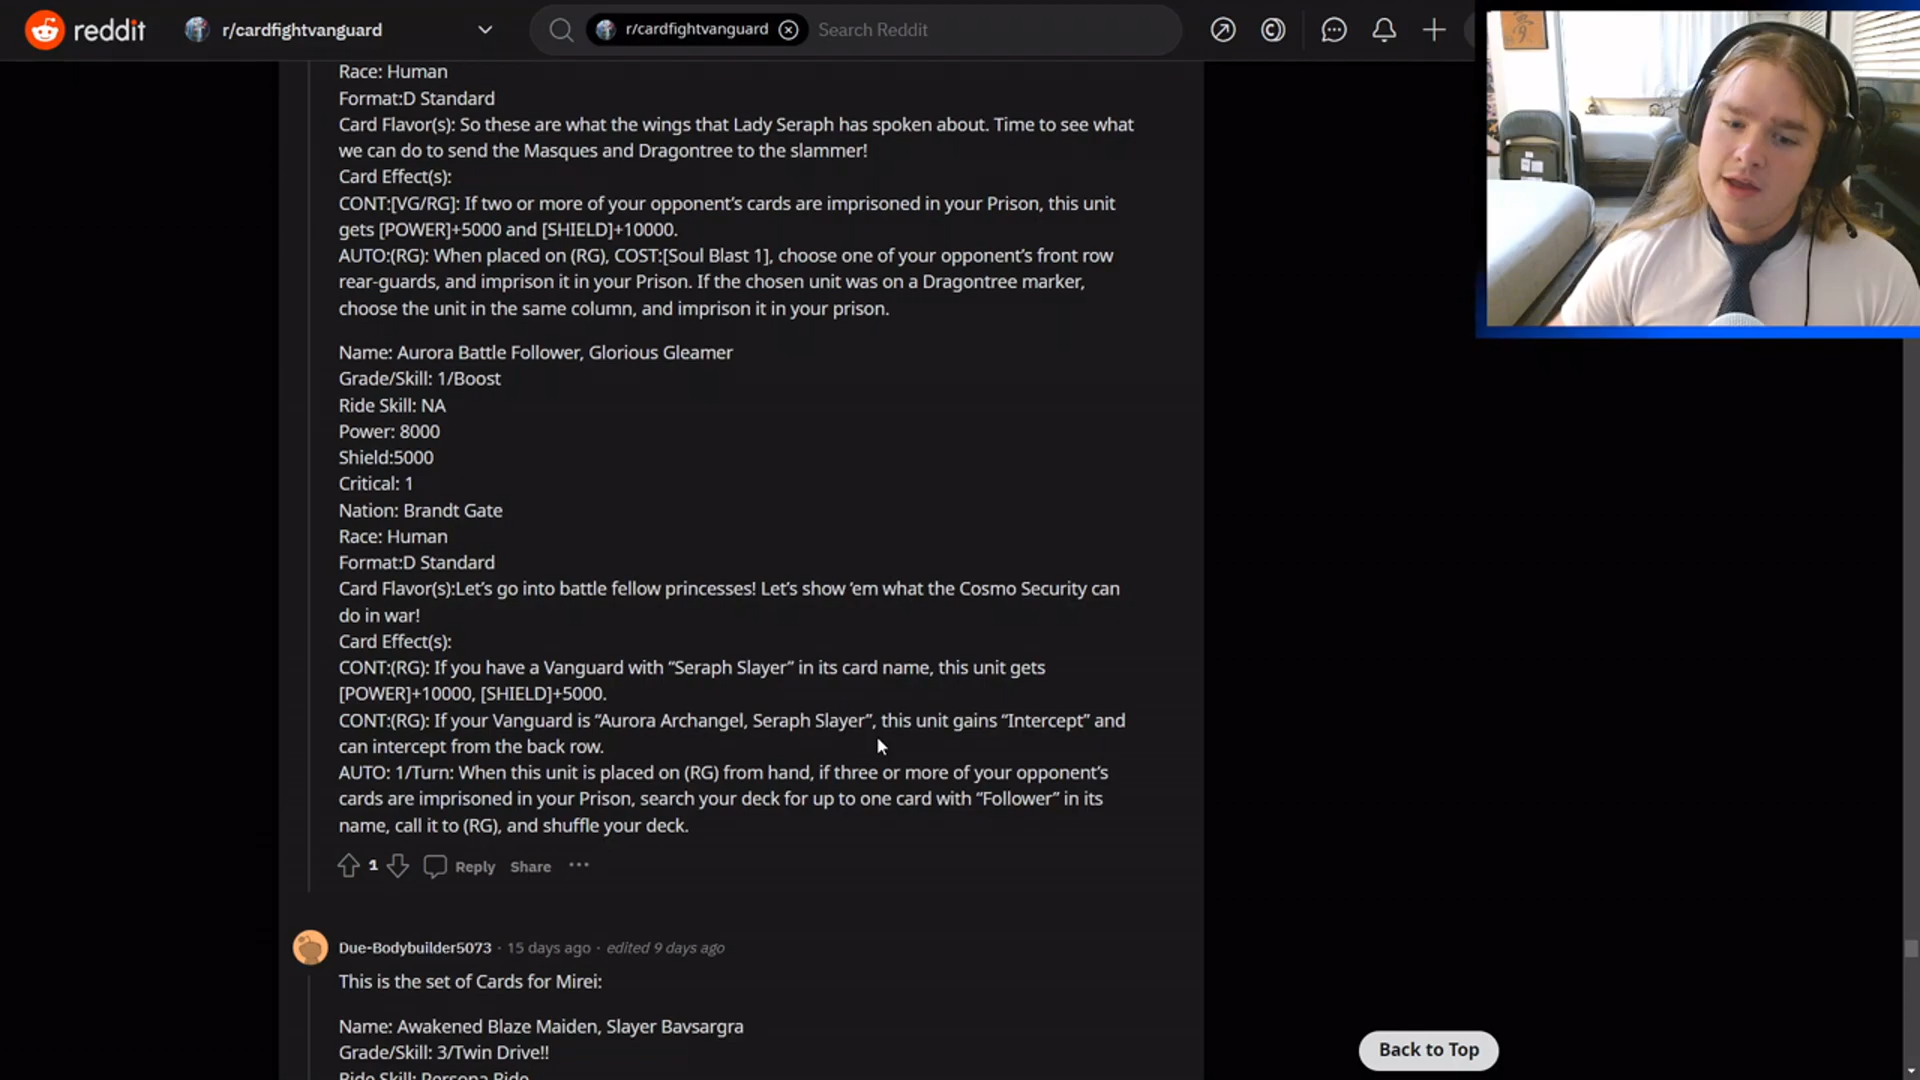 reddit
r/cardfightvanguard
r/cardfightvanguard
Search Reddit
Race: Human
Format:D Standard
Card Flavor(s): So these are what the wings that Lady Seraph has spoken about. Time to see what
we can do to send the Masques and Dragontree to the slammer!
Card Effect(s):
CONT:[VG/RG]: If two or more of your opponent’s cards are imprisoned in your Prison, this unit
gets [POWER]+5000 and [SHIELD]+10000.
AUTO:(RG): When placed on (RG), COST:[Soul Blast 1], choose one of your opponent’s front row
rear-guards, and imprison it in your Prison. If the chosen unit was on a Dragontree marker,
choose the unit in the same column, and imprison it in your prison.
Name: Aurora Battle Follower, Glorious Gleamer
Grade/Skill: 1/Boost
Ride Skill: NA
Power: 8000
Shield:5000
Critical: 1
Nation: Brandt Gate
Race: Human
Format:D Standard
Card Flavor(s):Let’s go into battle fellow princesses! Let’s show ‘em what the Cosmo Security can
do in war!
Card Effect(s):
CONT:(RG): If you have a Vanguard with “Seraph Slayer” in its card name, this unit gets
[POWER]+10000, [SHIELD]+5000.
CONT:(RG): If your Vanguard is “Aurora Archangel, Seraph Slayer”, this unit gains “Intercept” and
can intercept from the back row.
AUTO: 1/Turn: When this unit is placed on (RG) from hand, if three or more of your opponent’s
cards are imprisoned in your Prison, search your deck for up to one card with “Follower” in its
name, call it to (RG), and shuffle your deck.
1 Reply Share ···
Due-Bodybuilder5073 · 15 days ago · edited 9 days ago
This is the set of Cards for Mirei:
Name: Awakened Blaze Maiden, Slayer Bavsargra
Grade/Skill: 3/Twin Drive!!
Ride Skill: Persona Ride
Back to Top